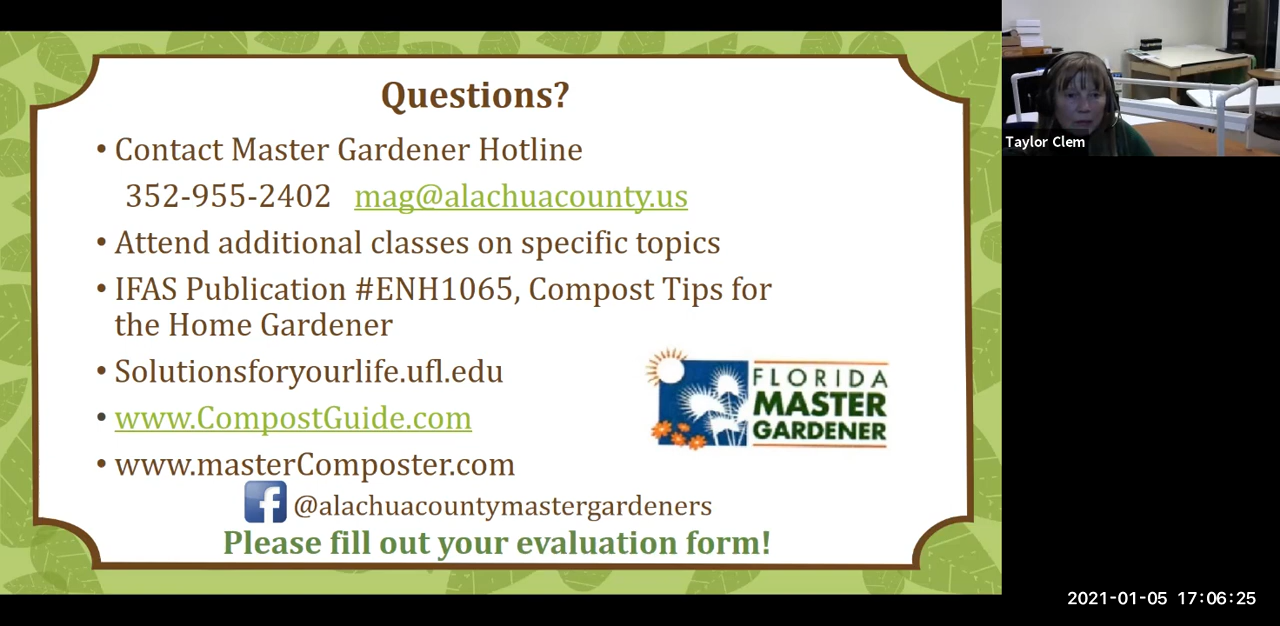 Questions?
• Contact Master Gardener Hotline
352-955-2402 mag@alachuacounty.us
• Attend additional classes on specific topics
• IFAS Publication #ENH1065, Compost Tips for
the Home Gardener
• Solutionsforyourlife.ufl.edu
• www.CompostGuide.com
• www.masterComposter.com
FLORIDA
MASTER
GARDENER
f @alachuacountymastergardeners
Please fill out your evaluation form!
Taylor Clem
2021-01-05 17:06:25